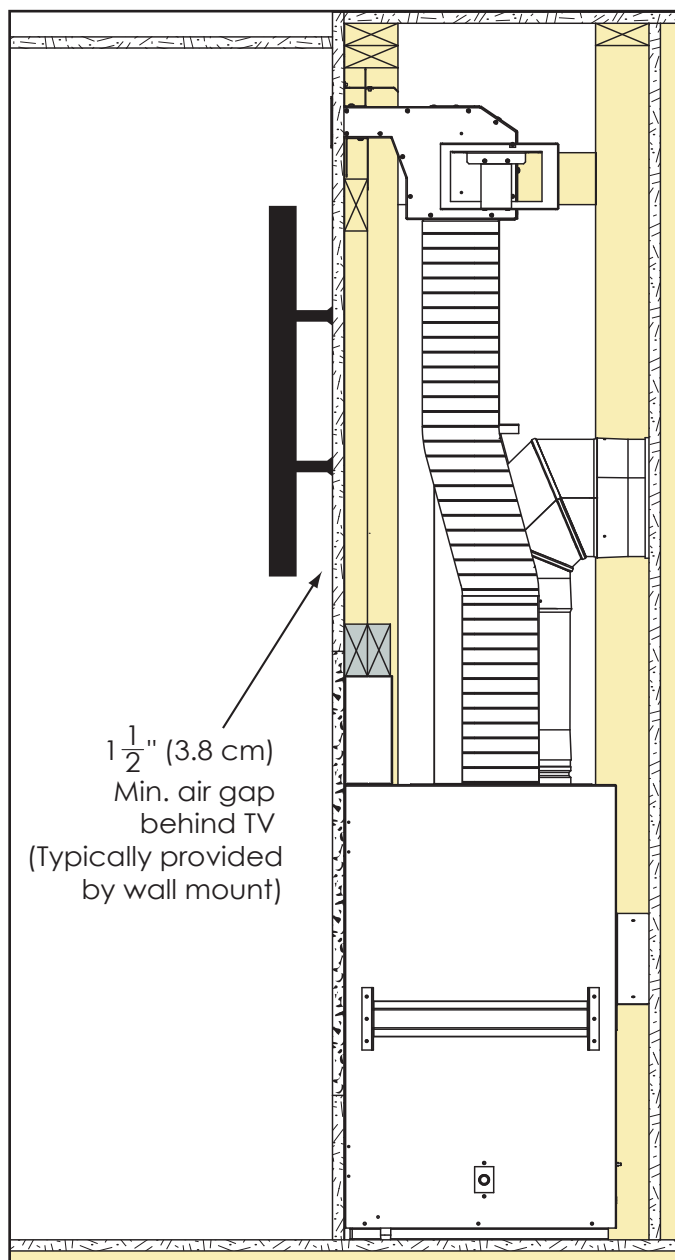 1 1/2" (3.8 cm)
Min. air gap
behind TV
(Typically provided
by wall mount)